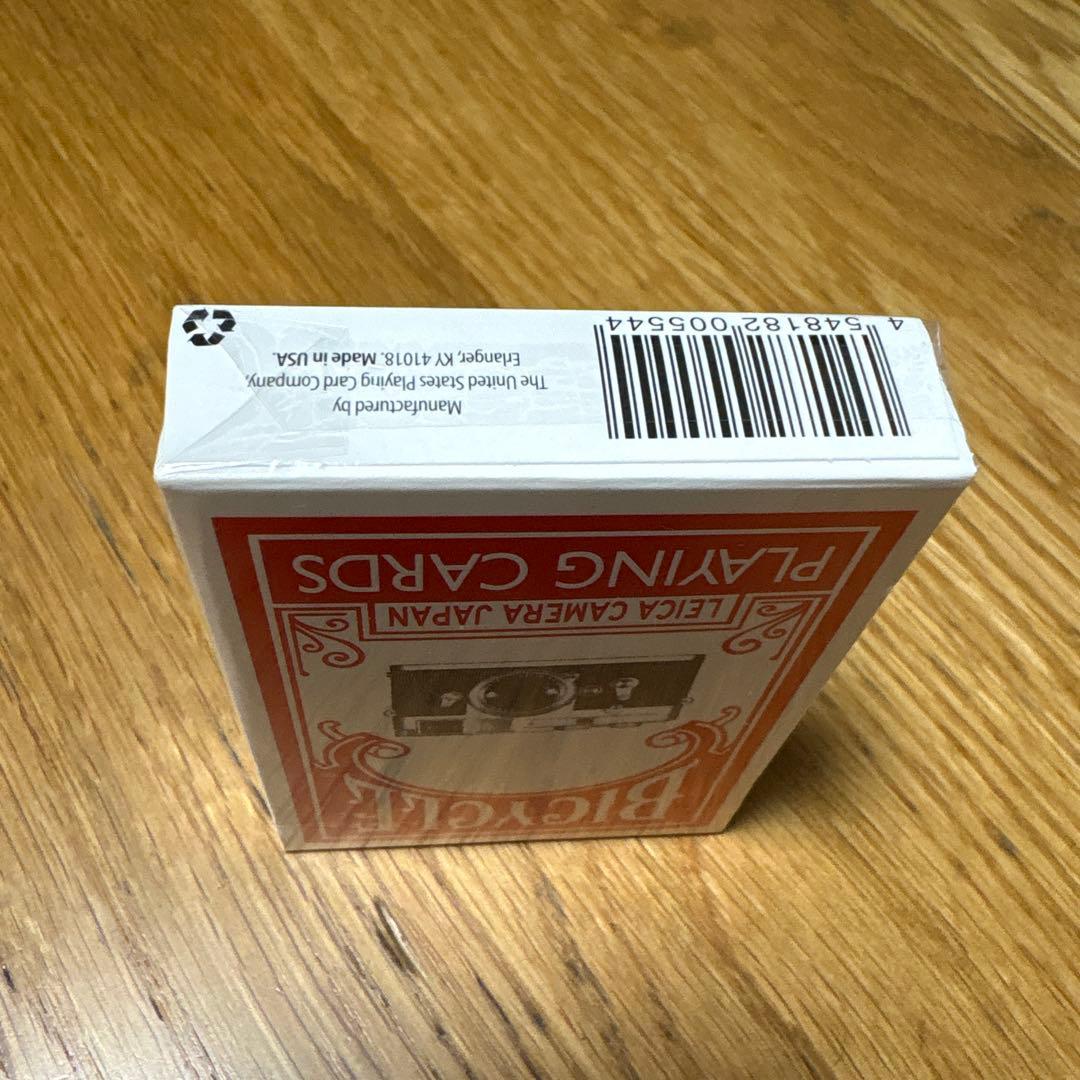 Manufactured by
The United States Playing Card Company,
Erlanger, KY 41018. Made in USA.
4 548182 005544
BICYCLE
LEICA CAMERA JAPAN
PLAYING CARDS